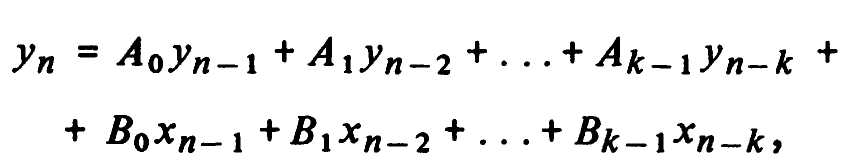 yₙ = A₀yₙ₋₁ + A₁yₙ₋₂ + . . . + Aₖ₋₁yₙ₋ₖ +
+ B₀xₙ₋₁ + B₁xₙ₋₂ + . . . + Bₖ₋₁xₙ₋ₖ,